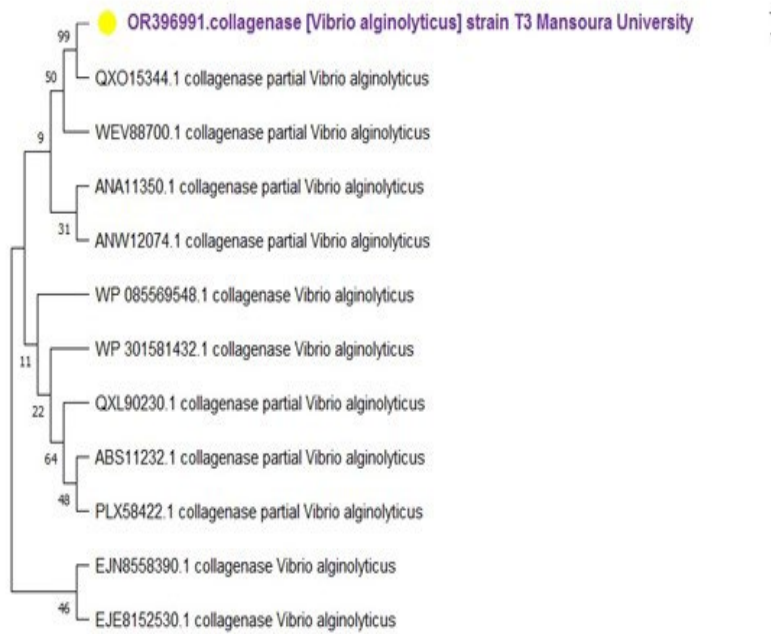 OR396991.collagenase [Vibrio alginolyticus] strain T3 Mansoura University
99
QXO15344.1 collagenase partial Vibrio alginolyticus
50
WEV88700.1 collagenase partial Vibrio alginolyticus
9
ANA11350.1 collagenase partial Vibrio alginolyticus
31
ANW12074.1 collagenase partial Vibrio alginolyticus
WP 085569548.1 collagenase Vibrio alginolyticus
11
WP 301581432.1 collagenase Vibrio alginolyticus
22
QXL90230.1 collagenase partial Vibrio alginolyticus
64
ABS11232.1 collagenase partial Vibrio alginolyticus
48
PLX58422.1 collagenase partial Vibrio alginolyticus
EJN8558390.1 collagenase Vibrio alginolyticus
46
EJE8152530.1 collagenase Vibrio alginolyticus